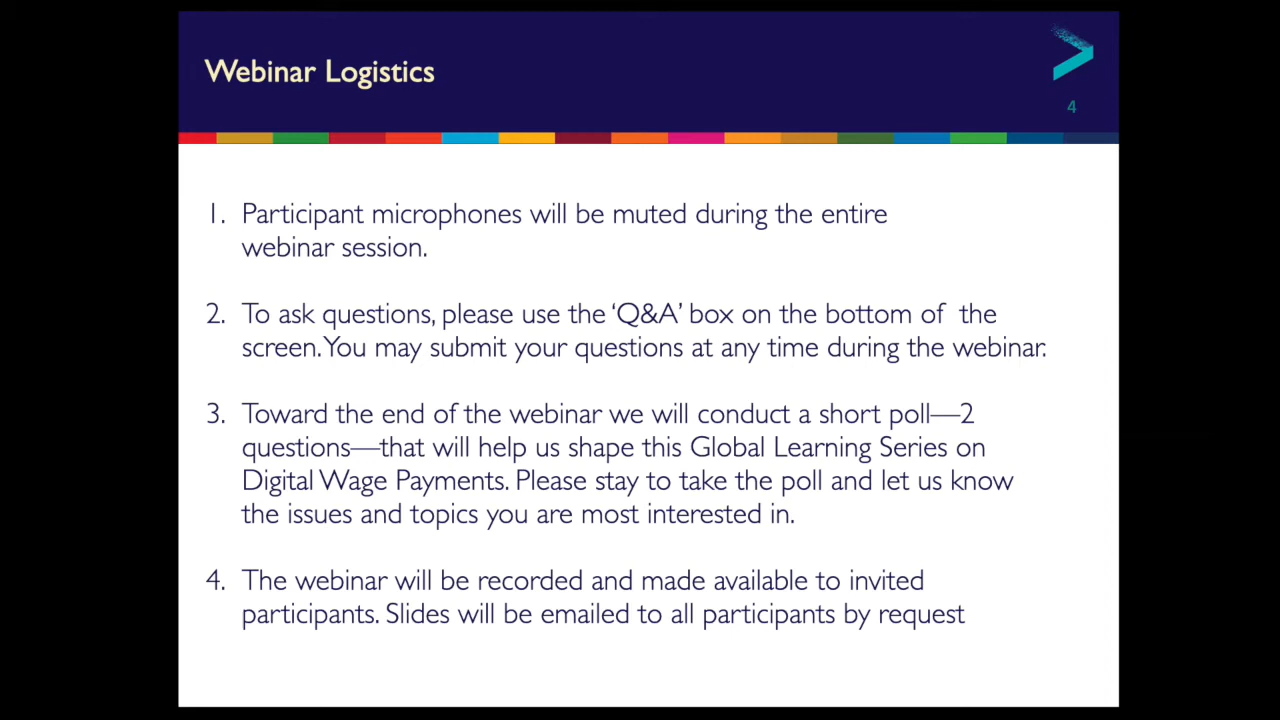 Webinar Logistics
4
1. Participant microphones will be muted during the entire
webinar session.
2. To ask questions, please use the ‘Q&A’ box on the bottom of the
screen. You may submit your questions at any time during the webinar.
3. Toward the end of the webinar we will conduct a short poll—2
questions—that will help us shape this Global Learning Series on
Digital Wage Payments. Please stay to take the poll and let us know
the issues and topics you are most interested in.
4. The webinar will be recorded and made available to invited
participants. Slides will be emailed to all participants by request